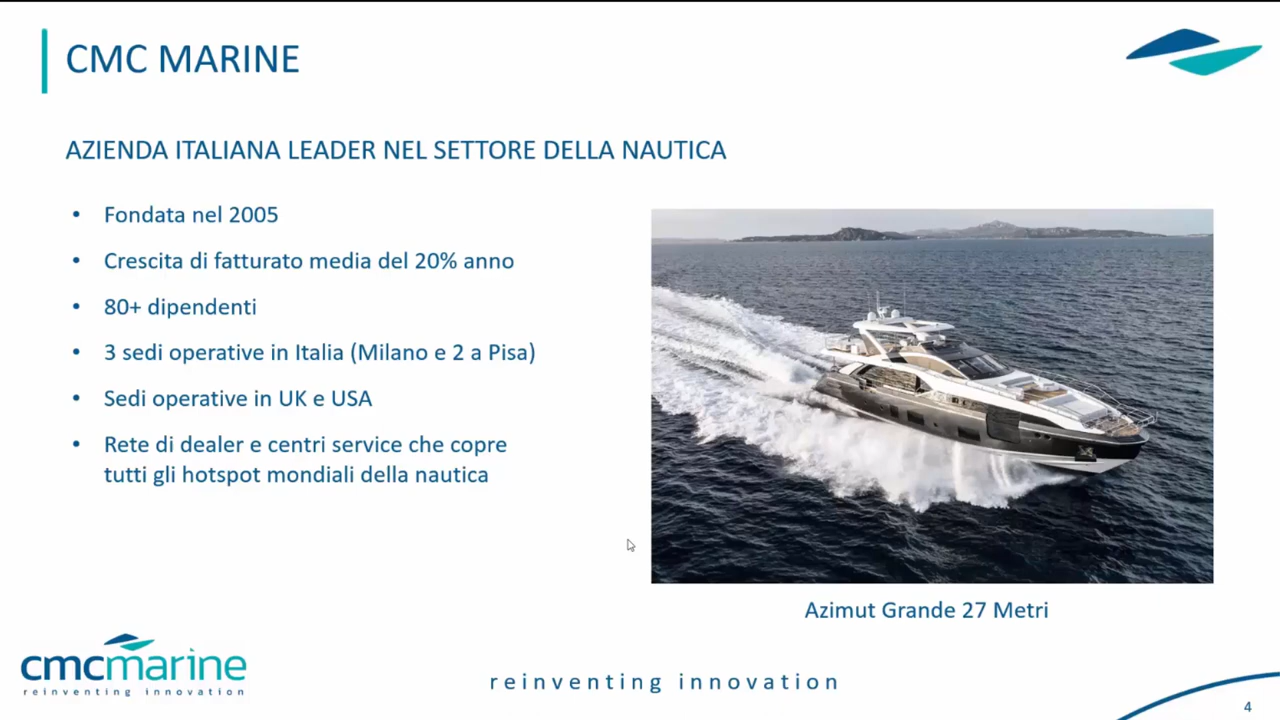 CMC MARINE
AZIENDA ITALIANA LEADER NEL SETTORE DELLA NAUTICA
• Fondata nel 2005
• Crescita di fatturato media del 20% anno
• 80+ dipendenti
• 3 sedi operative in Italia (Milano e 2 a Pisa)
• Sedi operative in UK e USA
• Rete di dealer e centri service che copre
tutti gli hotspot mondiali della nautica
Azimut Grande 27 Metri
cmcmarine
reinventing innovation
reinventing innovation
4